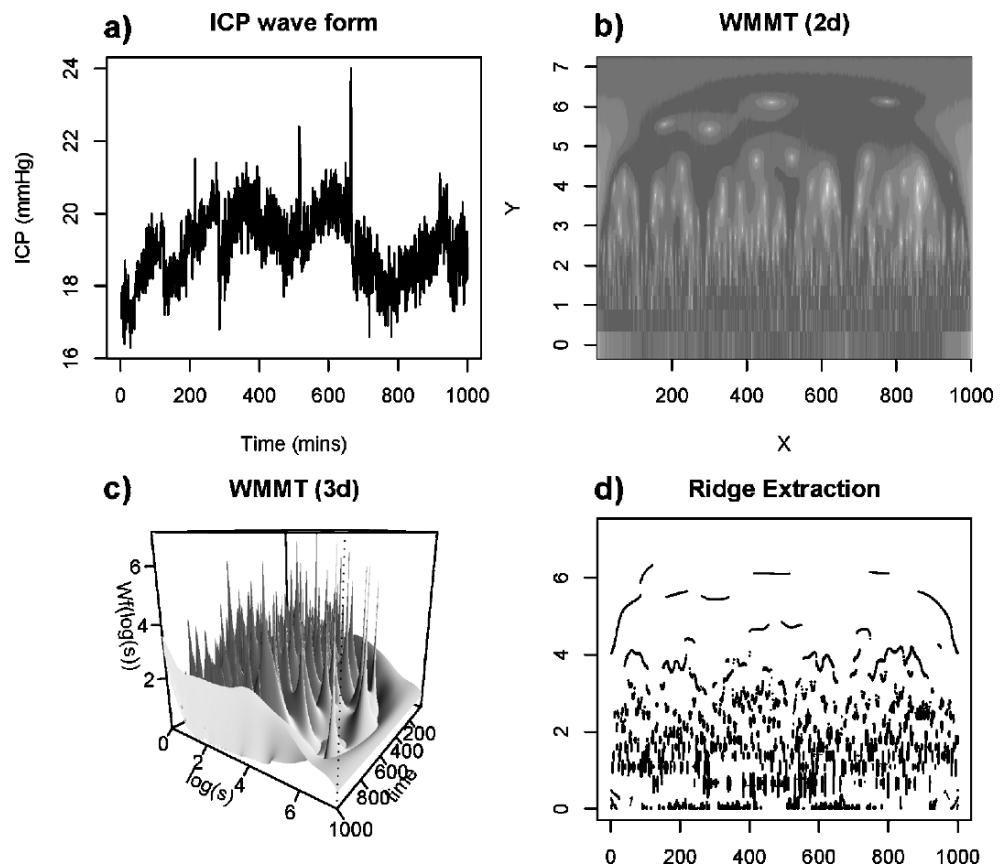 a) ICP wave form
ICP (mmHg)
24
22
20
18
16
0 200 400 600 800 1000
Time (mins)
b) WMMT (2d)
Y
7
6
5
4
3
2
1
0
200 400 600 800 1000
X
c) WMMT (3d)
Wf(log(s))
6
4
2
0
2
4
6
log(s)
200
400
600
800
1000
time
d) Ridge Extraction
6
4
2
0
0 200 400 600 800 1000